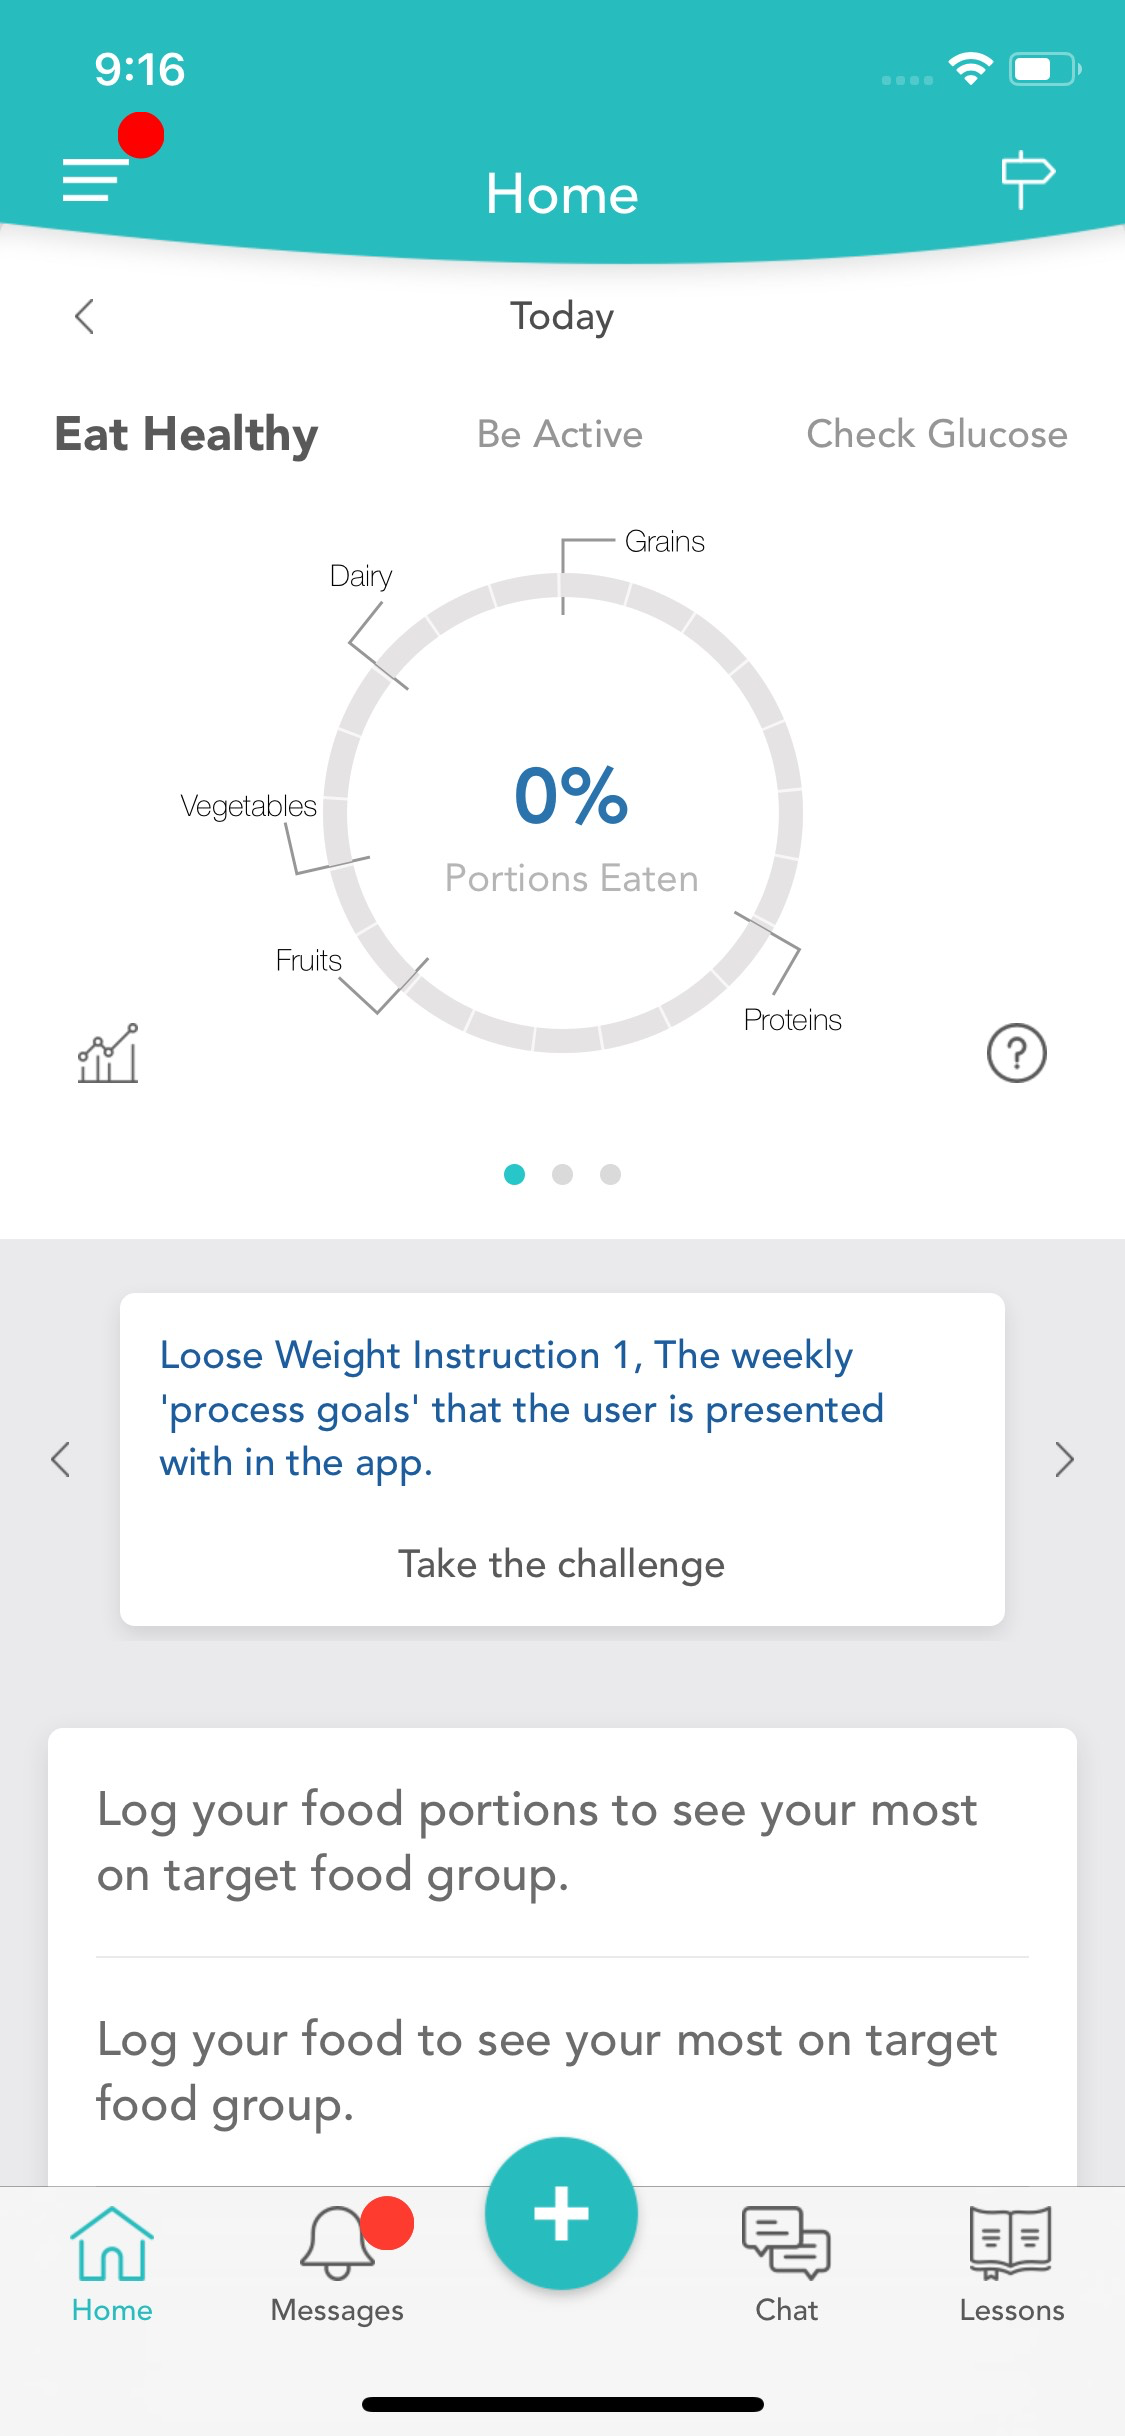 9:16
Home
Today
Eat Healthy
Be Active
Check Glucose
Grains
Dairy
0%
Vegetables
Portions Eaten
Fruits
Proteins
?
Loose Weight Instruction 1, The weekly
'process goals' that the user is presented
with in the app.
Take the challenge
Log your food portions to see your most
on target food group.
Log your food to see your most on target
food group.
Home
Messages
Chat
Lessons